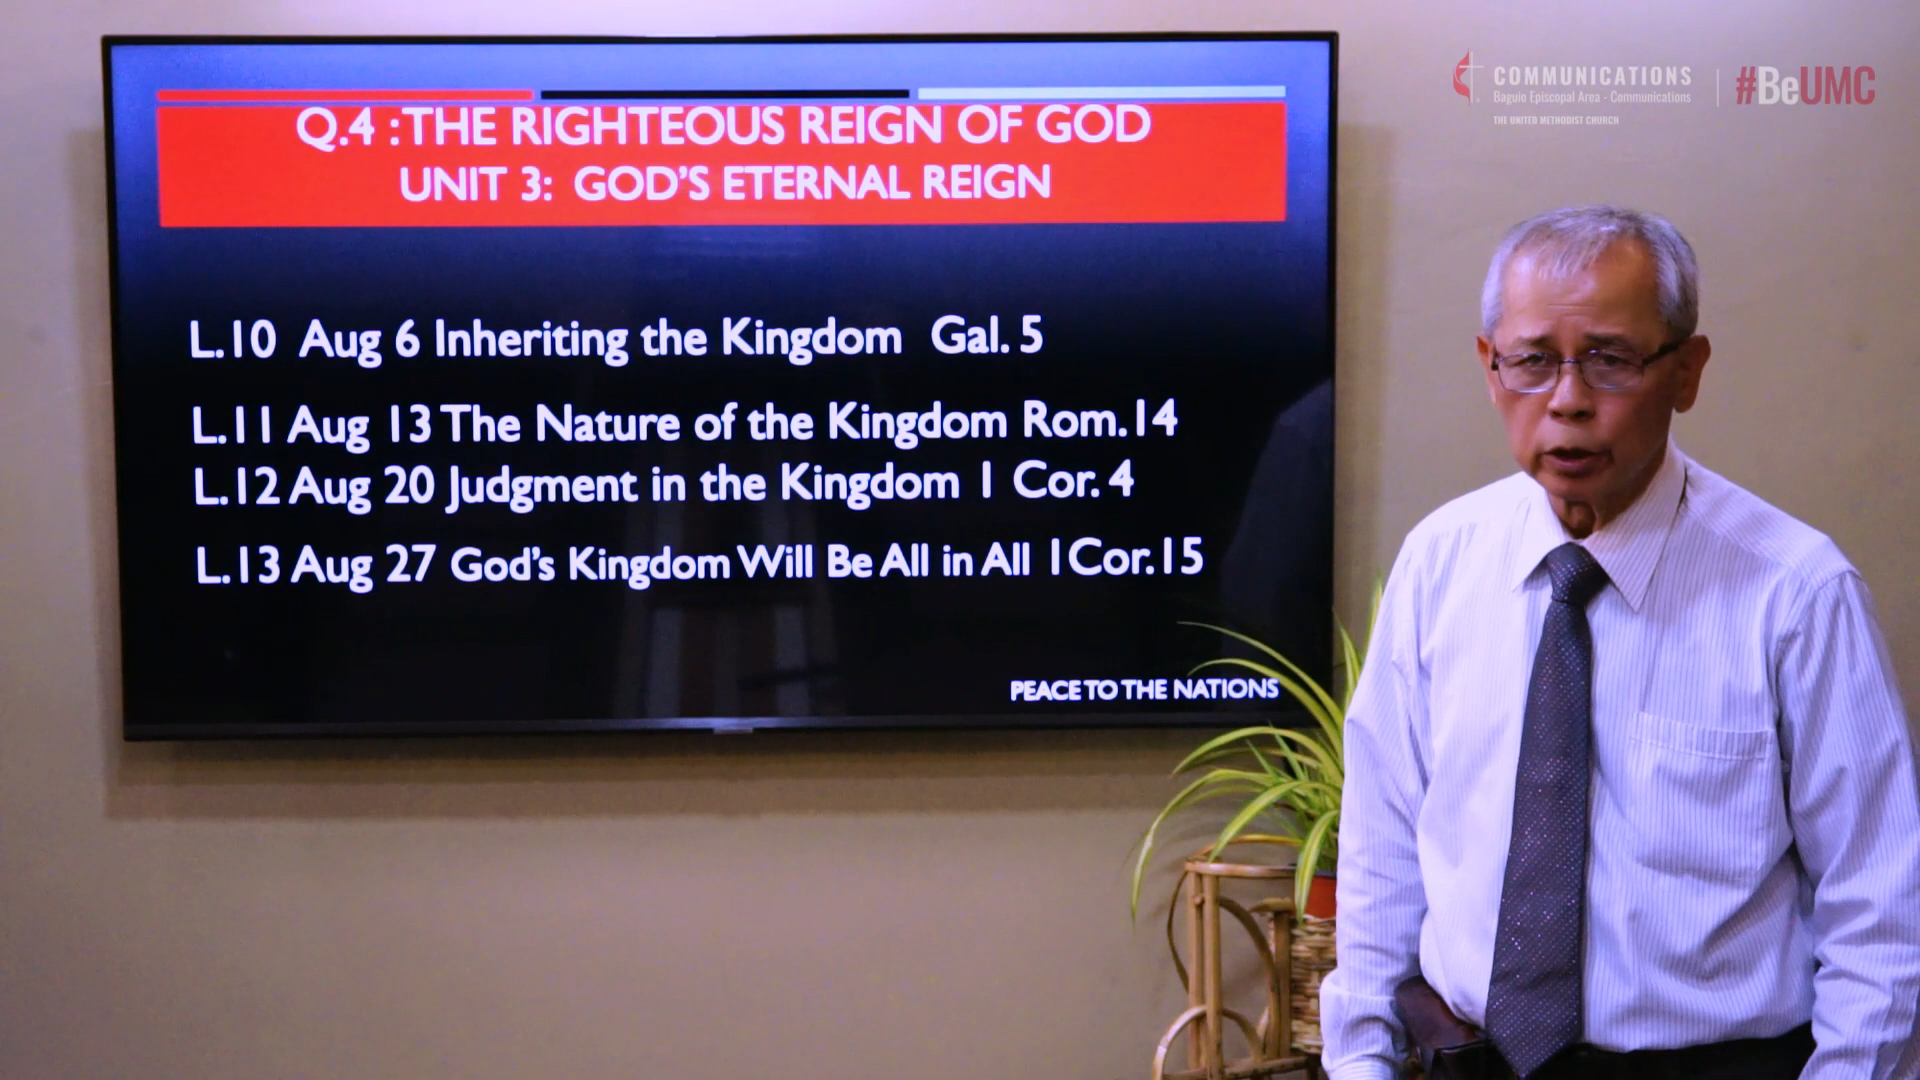 Q.4 :THE RIGHTEOUS REIGN OF GOD
UNIT 3: GOD'S ETERNAL REIGN
L.10 Aug 6 Inheriting the Kingdom Gal. 5
L.11 Aug 13 The Nature of the Kingdom Rom.14
L.12 Aug 20 Judgment in the Kingdom 1 Cor. 4
L.13 Aug 27 God's Kingdom Will Be All in All 1Cor.15
PEACE TO THE NATIONS
COMMUNICATIONS
Baguio Episcopal Area - Communications
THE UNITED METHODIST CHURCH
#BeUMC